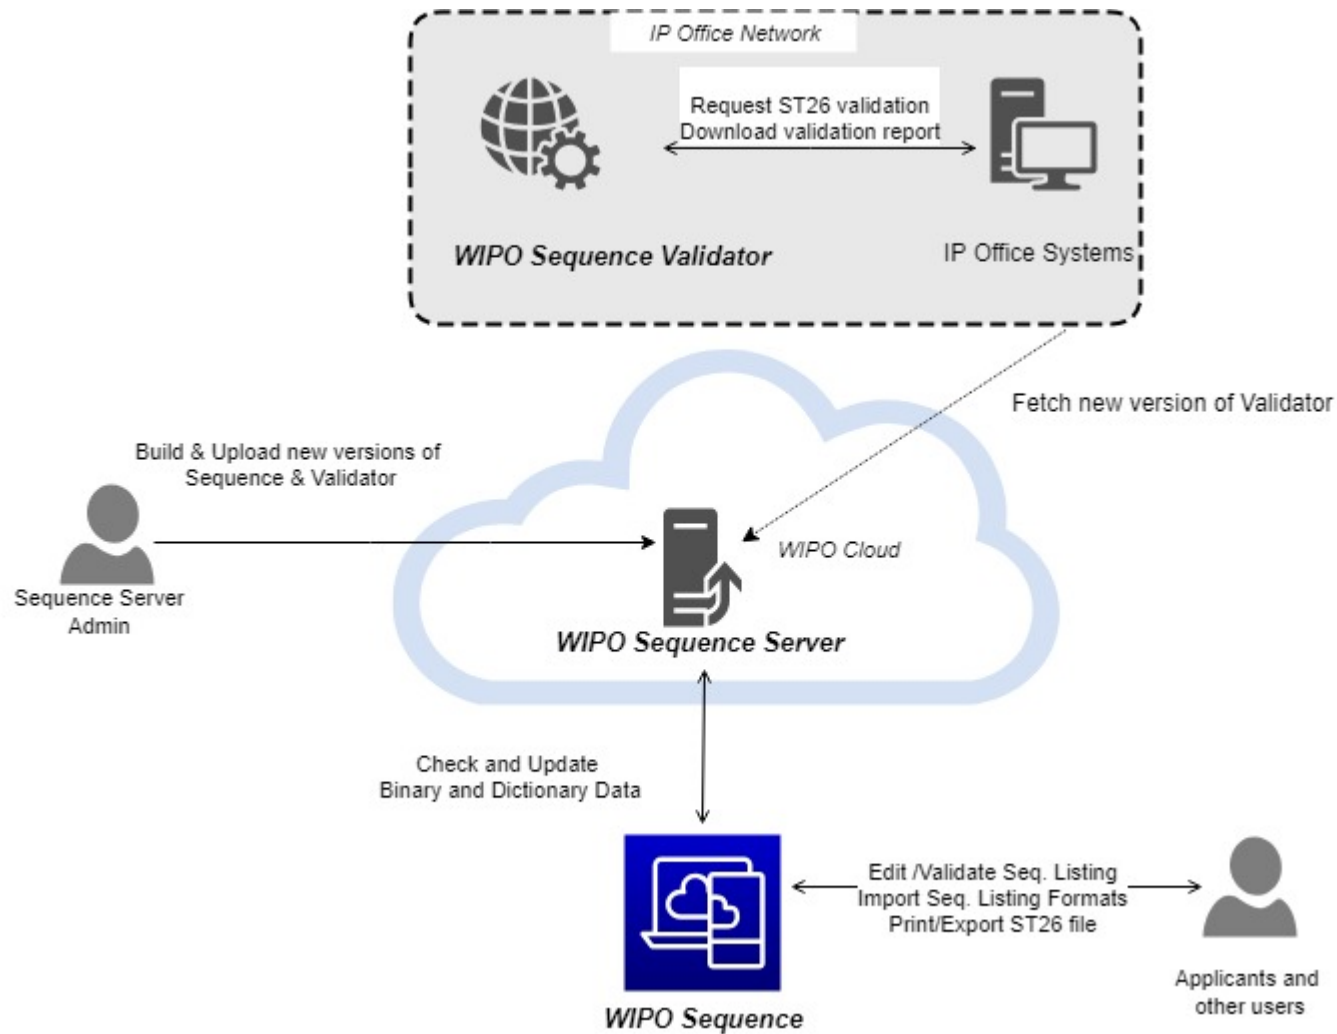 IP Office Network
Request ST26 validation
Download validation report
WIPO Sequence Validator
IP Office Systems
Fetch new version of Validator
Build & Upload new versions of
Sequence & Validator
WIPO Cloud
Sequence Server
Admin
WIPO Sequence Server
Check and Update
Binary and Dictionary Data
Edit /Validate Seq. Listing
Import Seq. Listing Formats
Print/Export ST26 file
Applicants and
other users
WIPO Sequence